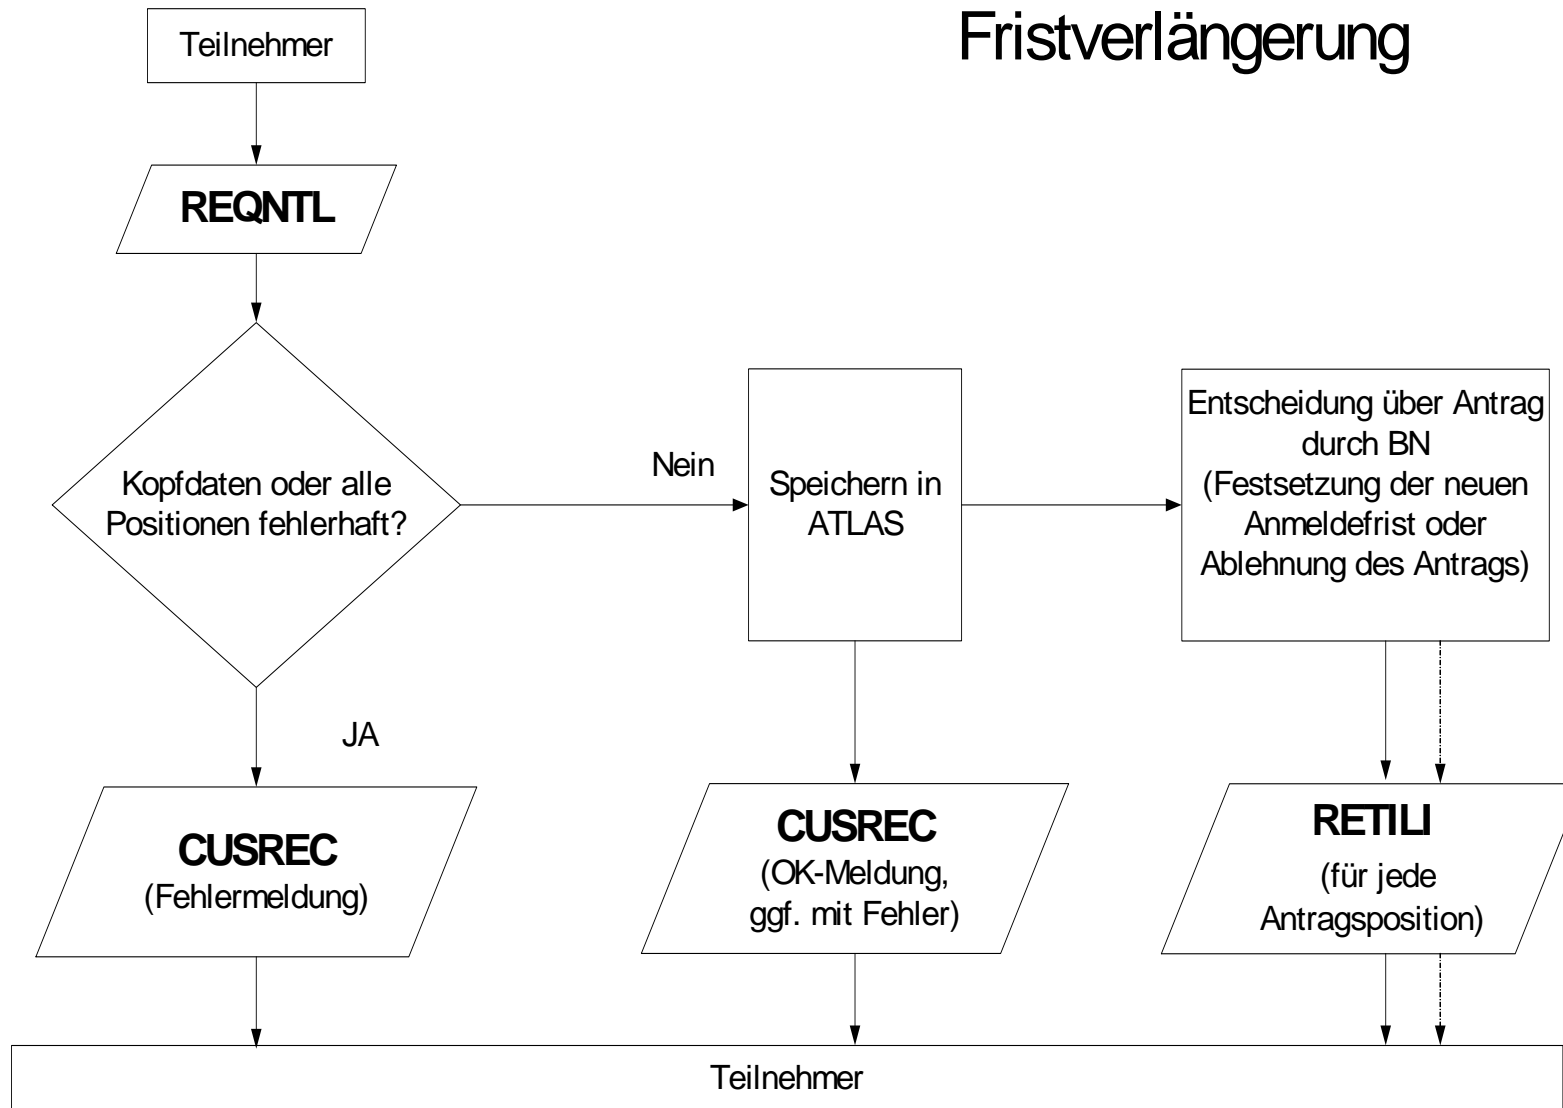 Fristverlängerung
Teilnehmer
REQNTL
Kopfdaten oder alle
Positionen fehlerhaft?
Nein
Speichern in
ATLAS
Entscheidung über Antrag
durch BN
(Festsetzung der neuen
Anmeldefrist oder
Ablehnung des Antrags)
JA
CUSREC
(Fehlermeldung)
CUSREC
(OK-Meldung,
ggf. mit Fehler)
RETILI
(für jede
Antragsposition)
Teilnehmer